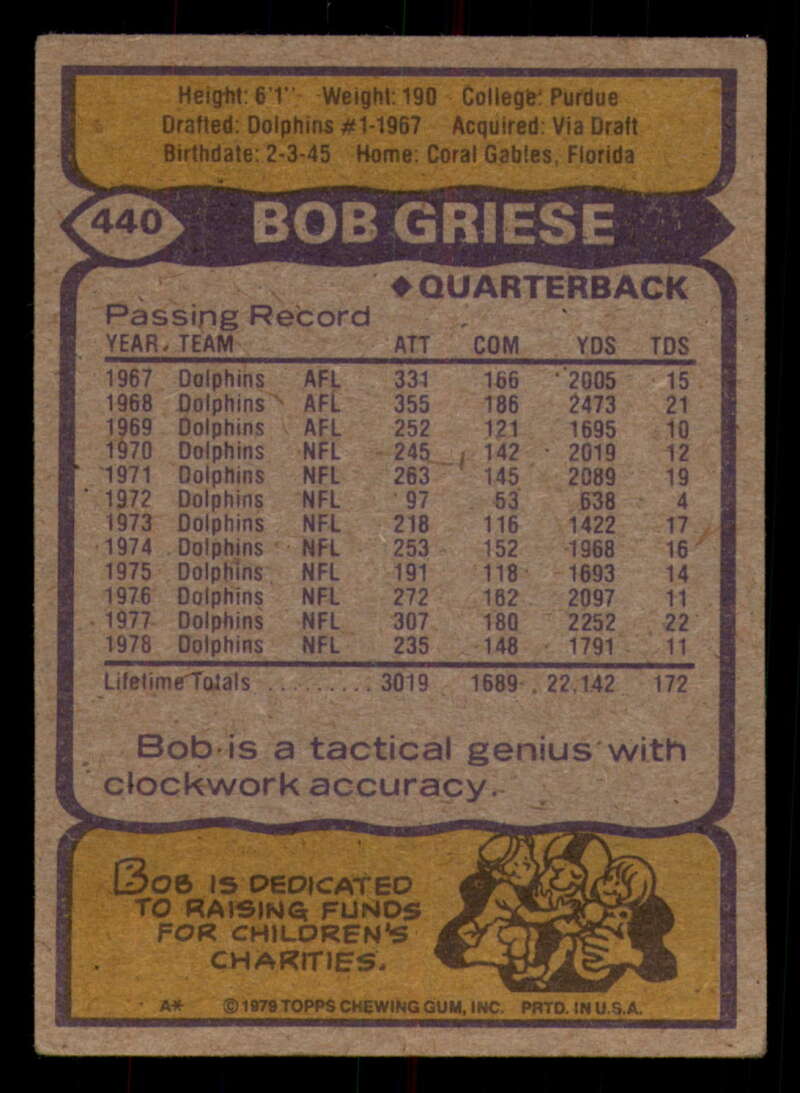 Height: 6'1" Weight: 190 College: Purdue
Drafted: Dolphins #1-1967 Acquired: Via Draft
Birthdate: 2-3-45 Home: Coral Gables, Florida
440 BOB GRIESE
◆ QUARTERBACK
Passing Record
YEAR TEAM ATT COM YDS TDS
1967 Dolphins AFL 331 166 2005 15
1968 Dolphins AFL 355 186 2473 21
1969 Dolphins AFL 252 121 1695 10
1970 Dolphins NFL 245 142 2019 12
1971 Dolphins NFL 263 145 2089 19
1972 Dolphins NFL 97 53 638 4
1973 Dolphins NFL 218 116 1422 17
1974 Dolphins NFL 253 152 1968 16
1975 Dolphins NFL 191 118 1693 14
1976 Dolphins NFL 272 162 2097 11
1977 Dolphins NFL 307 180 2252 22
1978 Dolphins NFL 235 148 1791 11
Lifetime Totals .......... 3019 1689 22,142 172
Bob is a tactical genius with
clockwork accuracy.
BOB IS DEDICATED
TO RAISING FUNDS
FOR CHILDREN'S
CHARITIES.
A* © 1979 TOPPS CHEWING GUM, INC. PRTD. IN U.S.A.